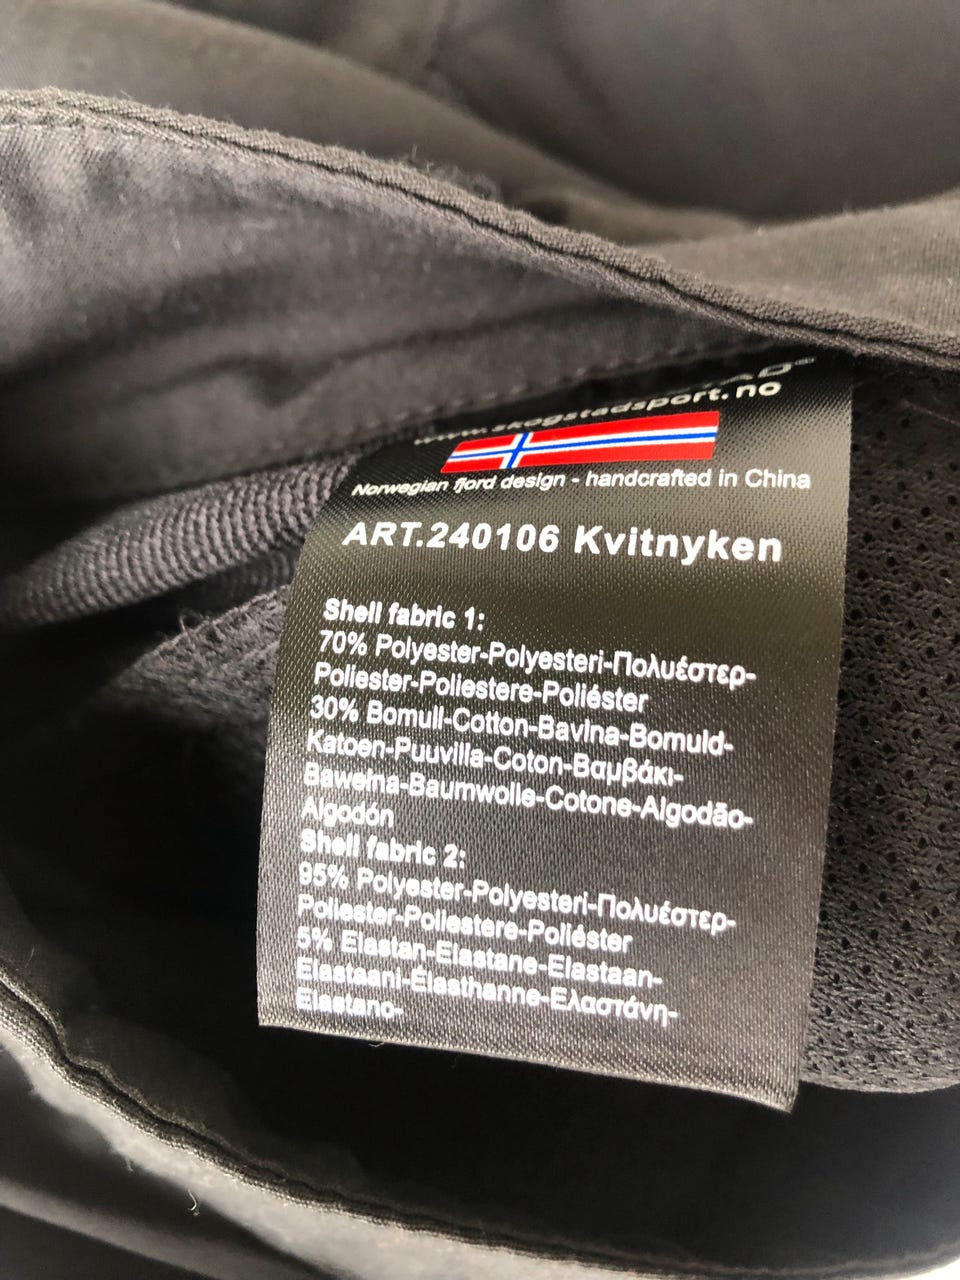 www.skogstadsport.no
Norwegian fjord design - handcrafted in China
ART.240106 Kvitnyken
Shell fabric 1:
70% Polyester-Polyesteri-Πολυέστερ-
Poliester-Poliestere-Poliéster
30% Bomull-Cotton-Bavlna-Bomuld-
Katoen-Puuvilla-Coton-Βαμβάκι-
Bawełna-Baumwolle-Cotone-Algodão-
Algodón
Shell fabric 2:
95% Polyester-Polyesteri-Πολυέστερ-
Poliester-Poliestere-Poliéster
5% Elastan-Elastane-Elastaan-
Elastaani-Élasthanne-Ελαστάνη-
Elastano-